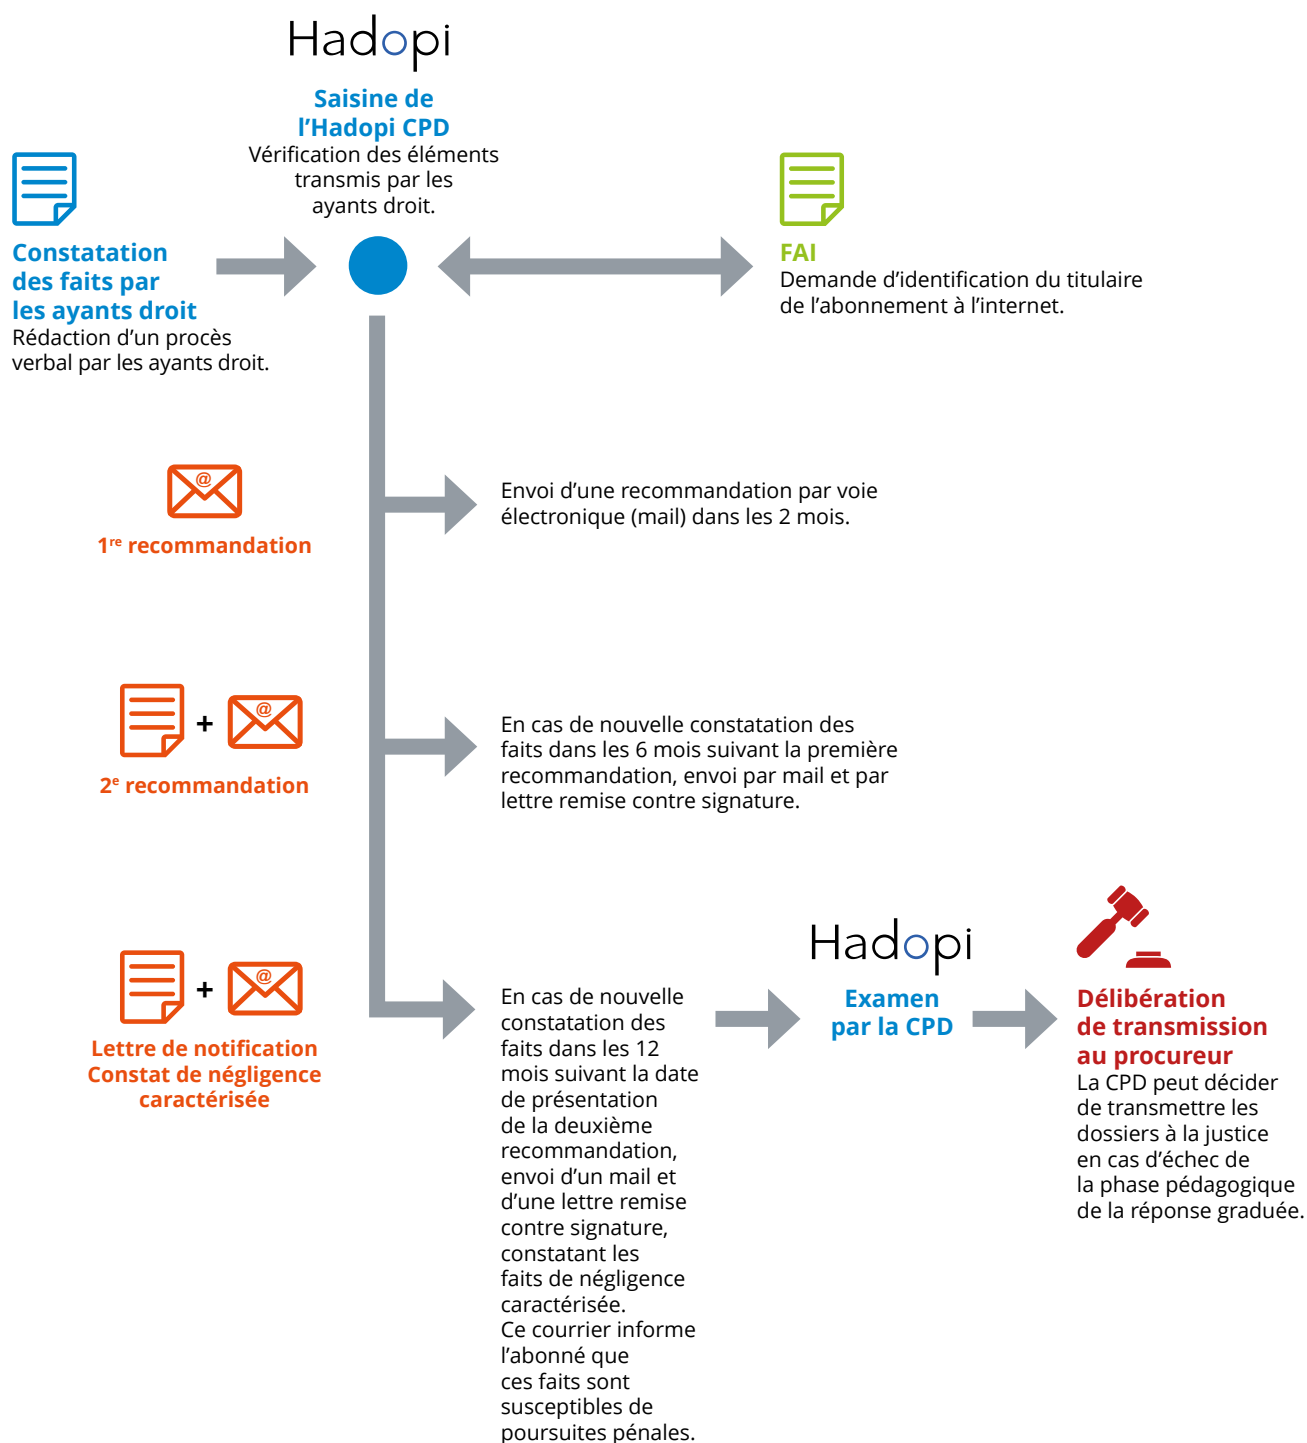 Hadopi
Saisine de
l’Hadopi CPD
Vérification des éléments
transmis par les
ayants droit.
Constatation
des faits par
les ayants droit
Rédaction d’un procès
verbal par les ayants droit.
FAI
Demande d’identification du titulaire
de l’abonnement à l’internet.
@
1re recommandation
Envoi d’une recommandation par voie
électronique (mail) dans les 2 mois.
+ @
2e recommandation
En cas de nouvelle constatation des
faits dans les 6 mois suivant la première
recommandation, envoi par mail et par
lettre remise contre signature.
+ @
Lettre de notification
Constat de négligence
caractérisée
En cas de nouvelle
constatation des
faits dans les 12
mois suivant la date
de présentation
de la deuxième
recommandation,
envoi d’un mail et
d’une lettre remise
contre signature,
constatant les
faits de négligence
caractérisée.
Ce courrier informe
l’abonné que
ces faits sont
susceptibles de
poursuites pénales.
Hadopi
Examen
par la CPD
Délibération
de transmission
au procureur
La CPD peut décider
de transmettre les
dossiers à la justice
en cas d’échec de
la phase pédagogique
de la réponse graduée.